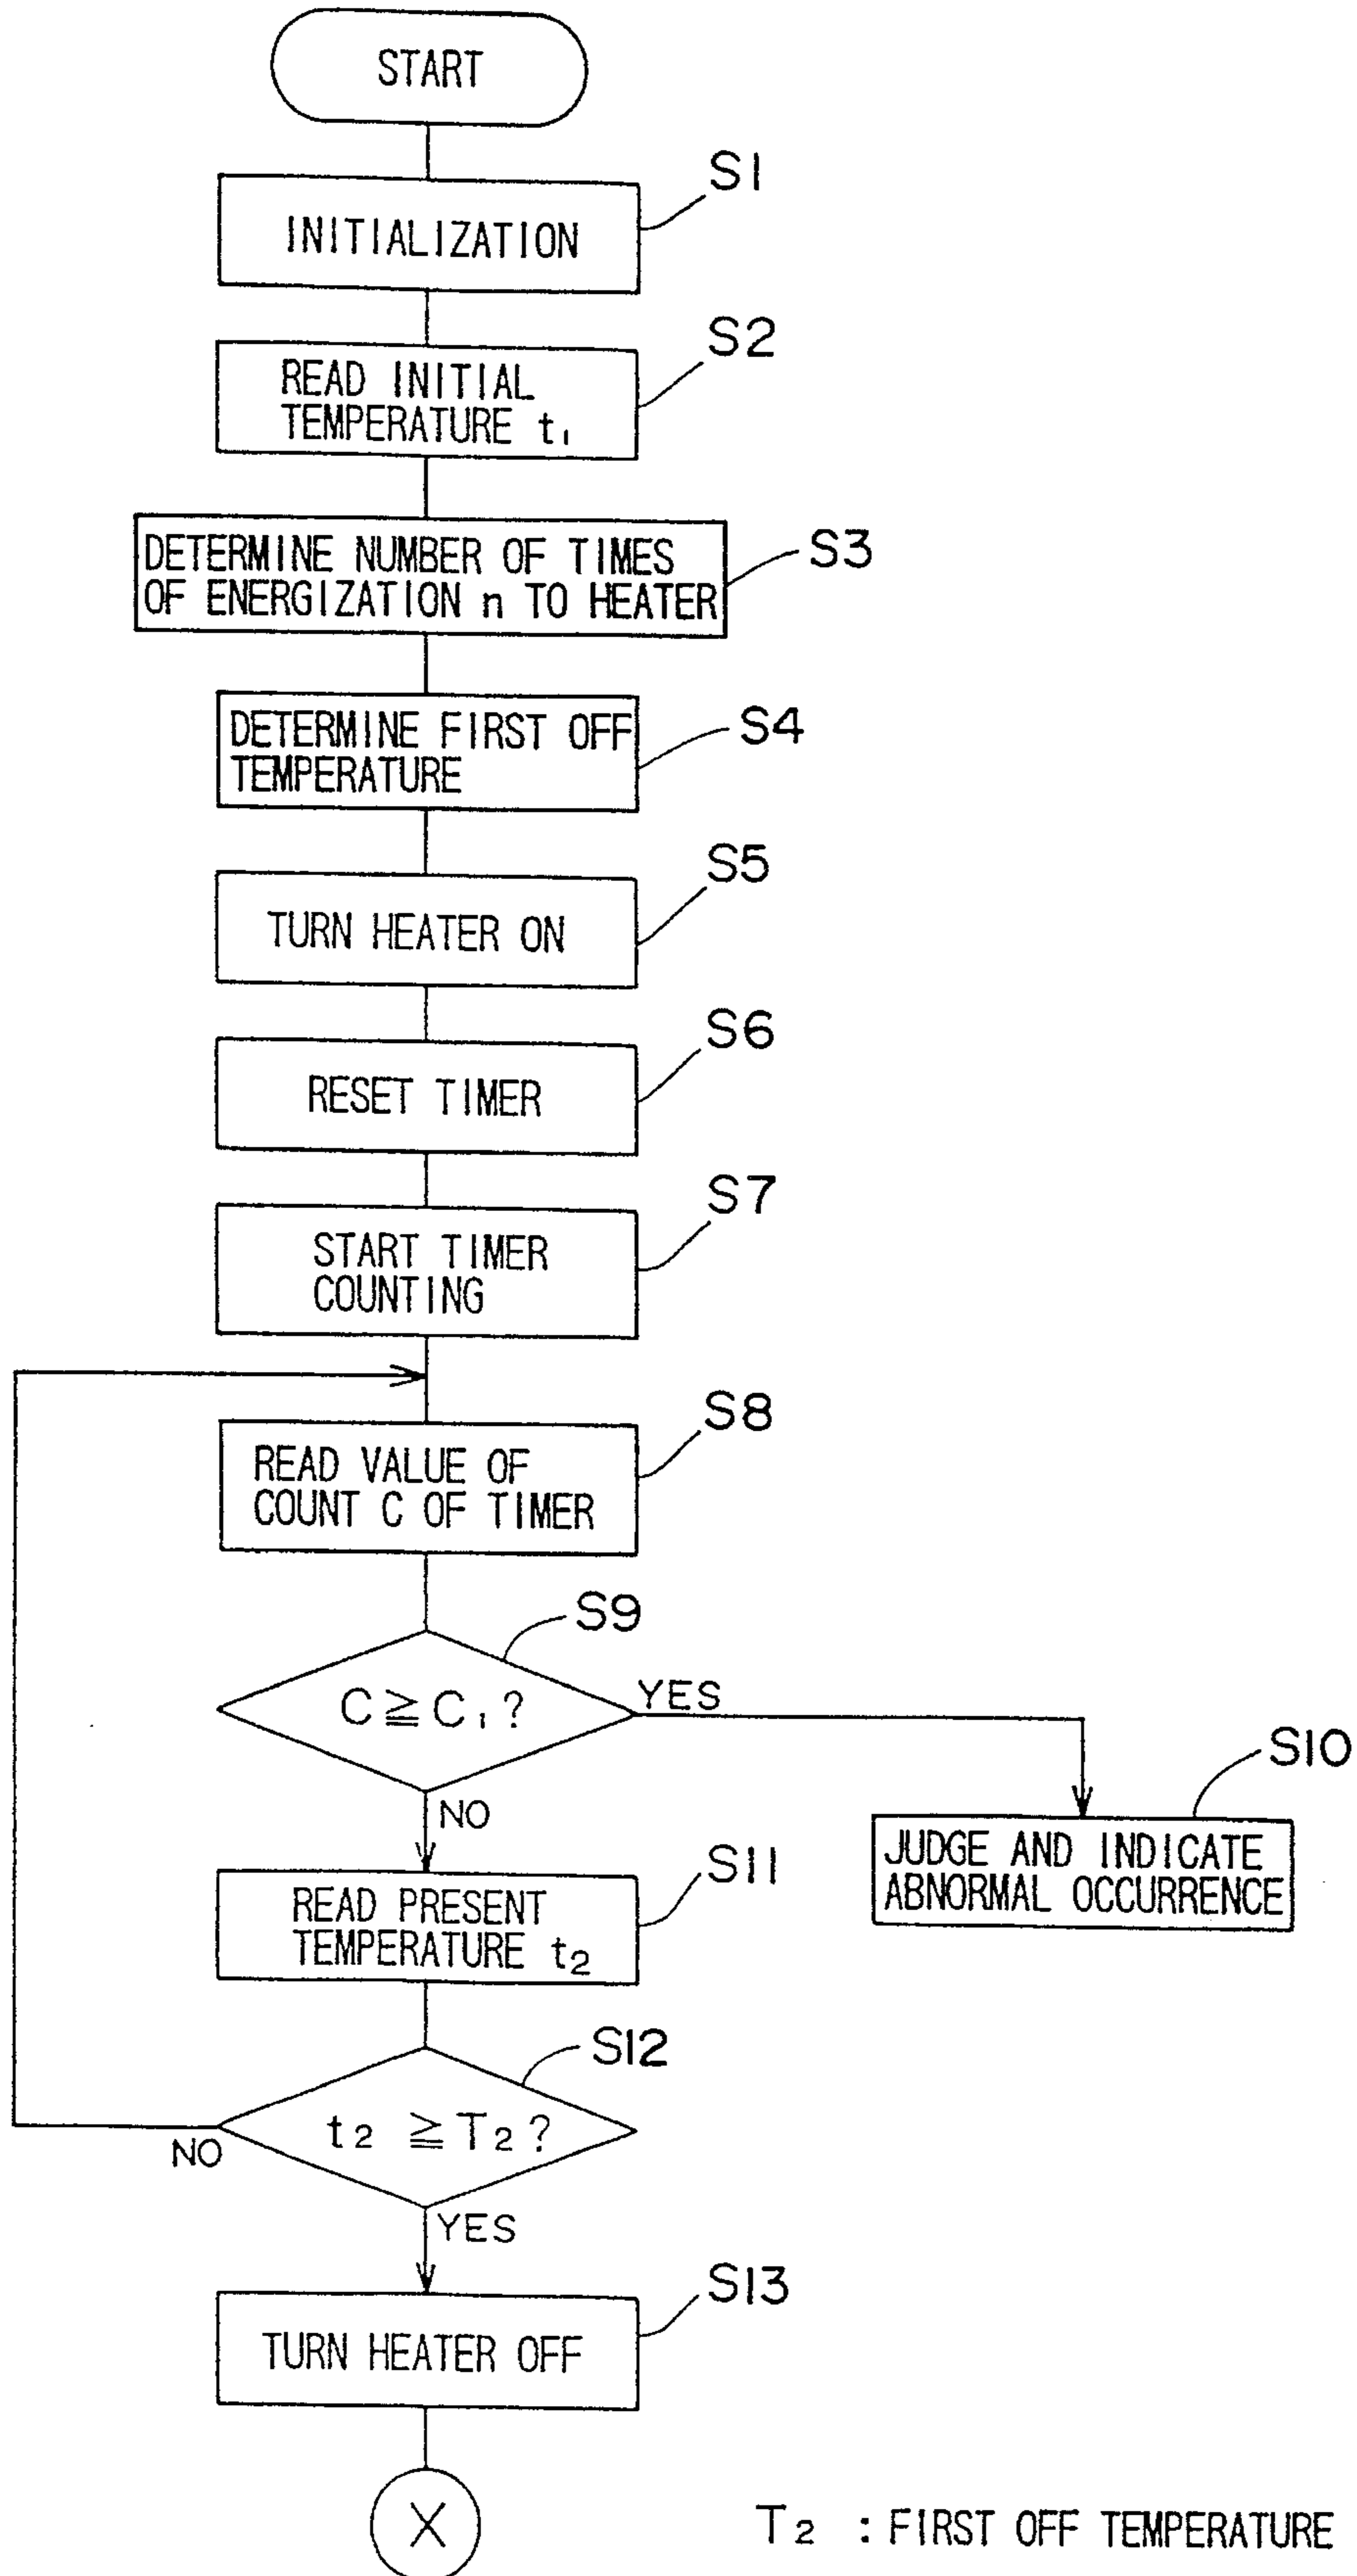 START
S1
INITIALIZATION
S2
READ INITIAL
TEMPERATURE t₁
S3
DETERMINE NUMBER OF TIMES
OF ENERGIZATION n TO HEATER
S4
DETERMINE FIRST OFF
TEMPERATURE
S5
TURN HEATER ON
S6
RESET TIMER
S7
START TIMER
COUNTING
S8
READ VALUE OF
COUNT C OF TIMER
S9
C ≧ C₁ ?
YES
NO
S10
JUDGE AND INDICATE
ABNORMAL OCCURRENCE
S11
READ PRESENT
TEMPERATURE t₂
S12
t₂ ≧ T₂ ?
NO
YES
S13
TURN HEATER OFF
X
T₂ : FIRST OFF TEMPERATURE